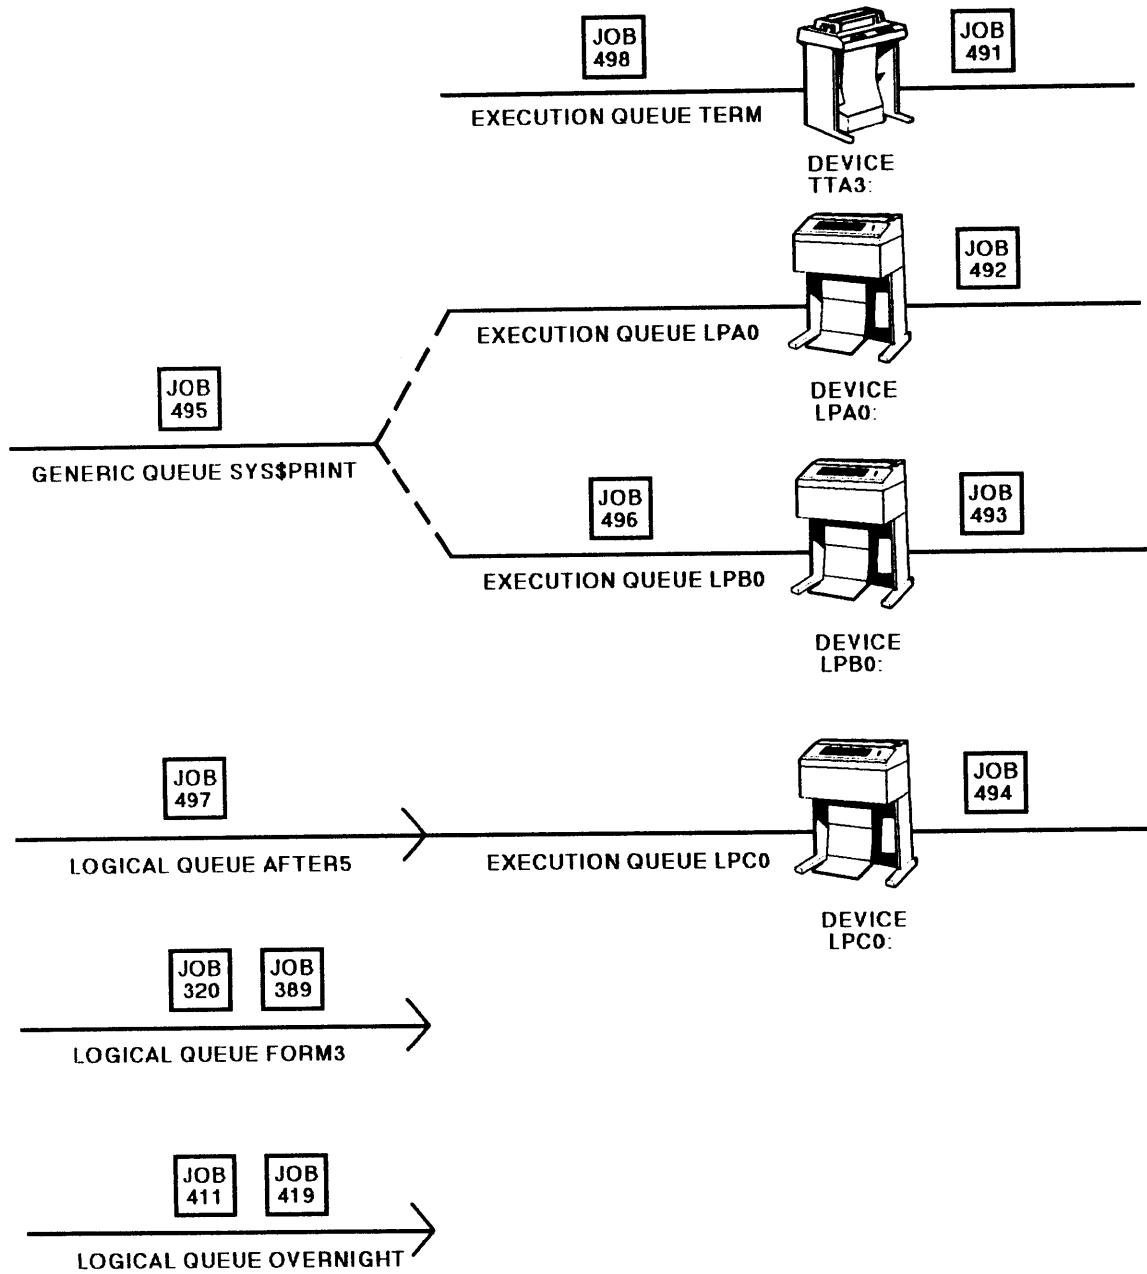 JOB
498
JOB
491
EXECUTION QUEUE TERM
DEVICE
TTA3:
JOB
492
EXECUTION QUEUE LPA0
DEVICE
LPA0:
JOB
495
GENERIC QUEUE SYS$PRINT
JOB
496
JOB
493
EXECUTION QUEUE LPB0
DEVICE
LPB0:
JOB
497
JOB
494
LOGICAL QUEUE AFTER5
EXECUTION QUEUE LPC0
DEVICE
LPC0:
JOB
320
JOB
389
LOGICAL QUEUE FORM3
JOB
411
JOB
419
LOGICAL QUEUE OVERNIGHT